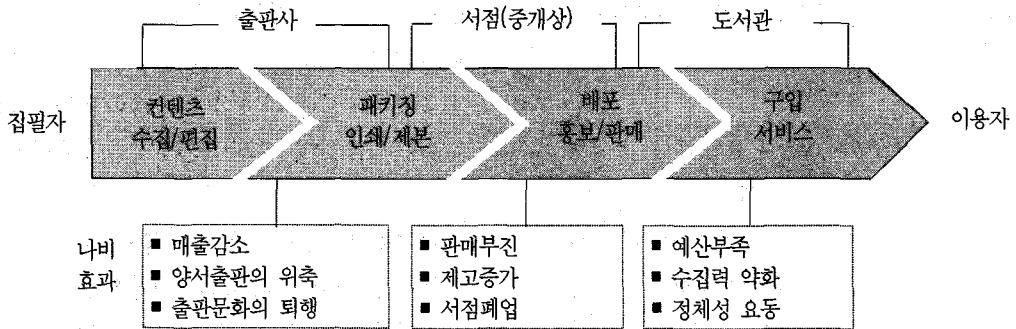 출판사 서점(중개상) 도서관
집필자
컨텐츠
수집/편집
패키징
인쇄/제본
배포
홍보/판매
구입
서비스
이용자
나비
효과
■ 매출감소
■ 양서출판의 위축
■ 출판문화의 퇴행
■ 판매부진
■ 제고증가
■ 서점폐업
■ 예산부족
■ 수집력 약화
■ 정체성 요동